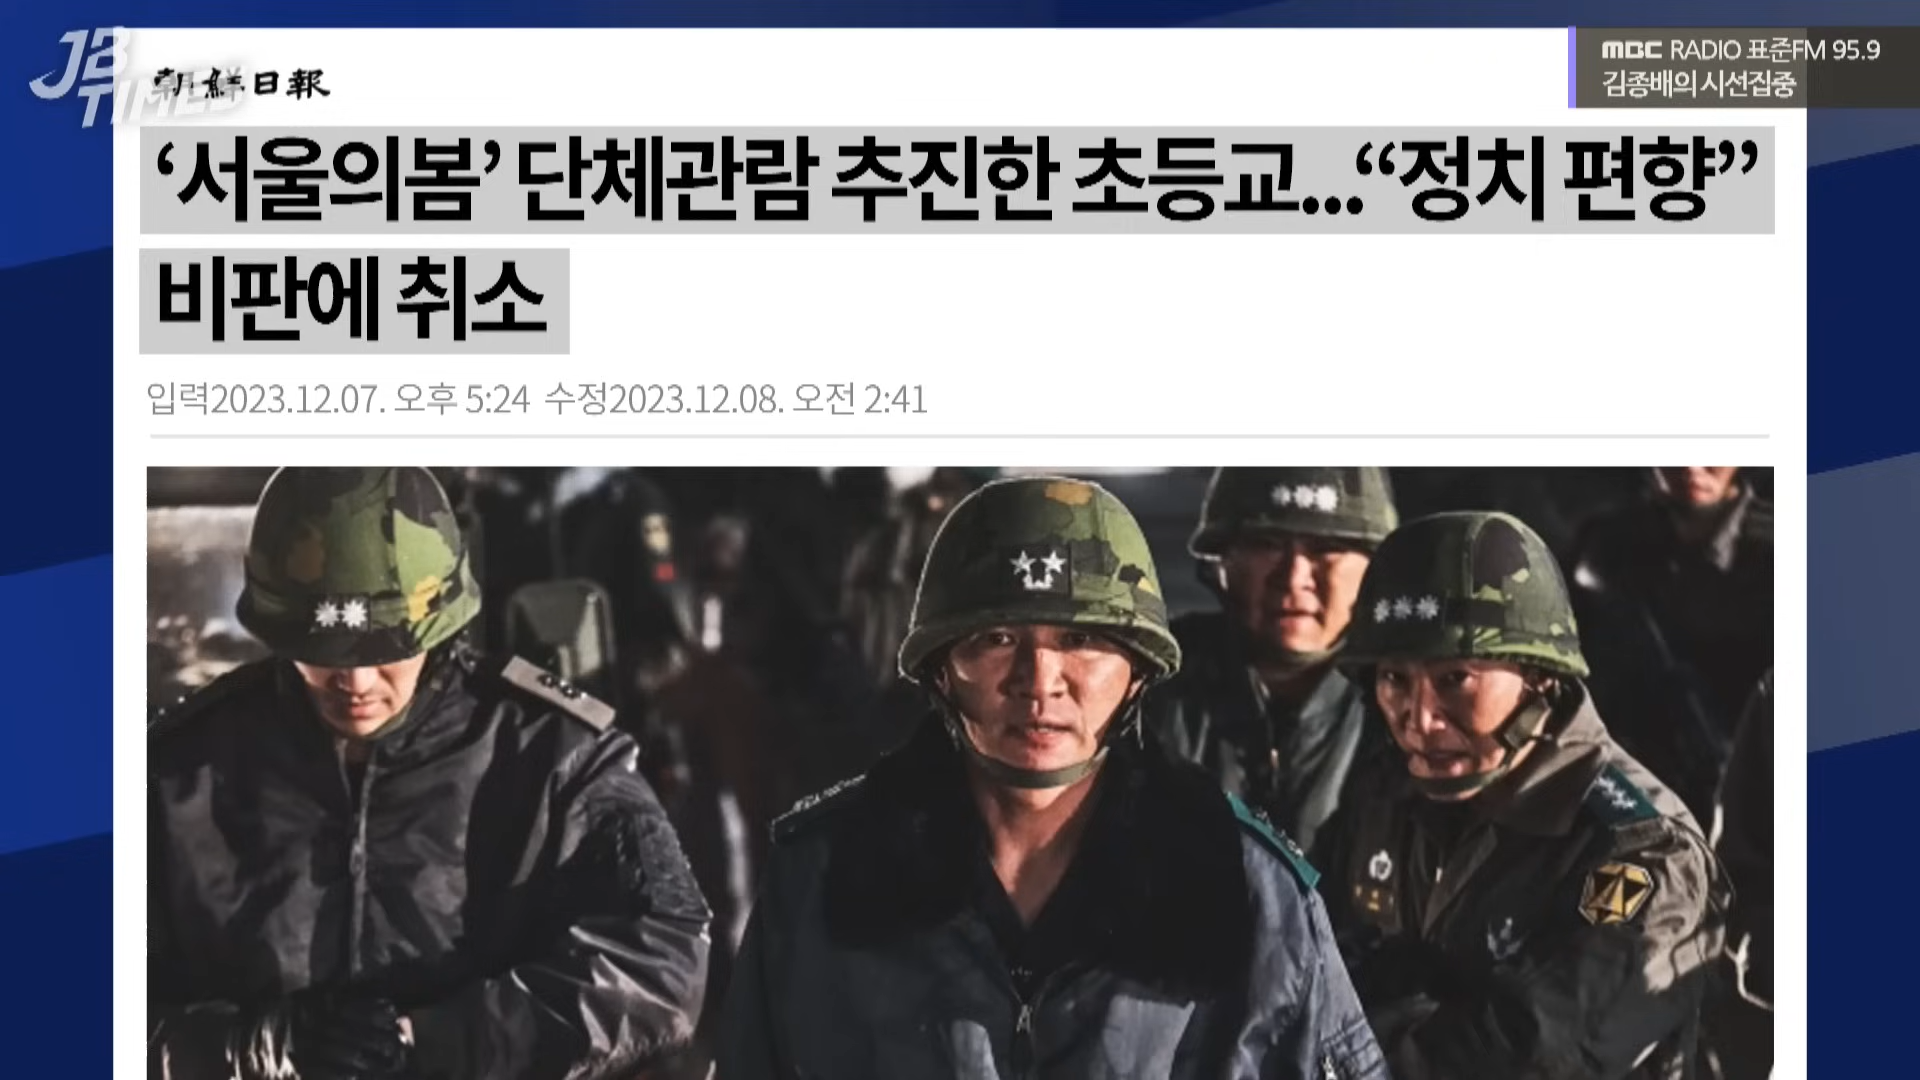 JB TIMES
MBC RADIO 표준FM 95.9
김종배의 시선집중
朝鮮日報
‘서울의봄’ 단체관람 추진한 초등교...“정치 편향”
비판에 취소
입력2023.12.07. 오후 5:24 수정2023.12.08. 오전 2:41